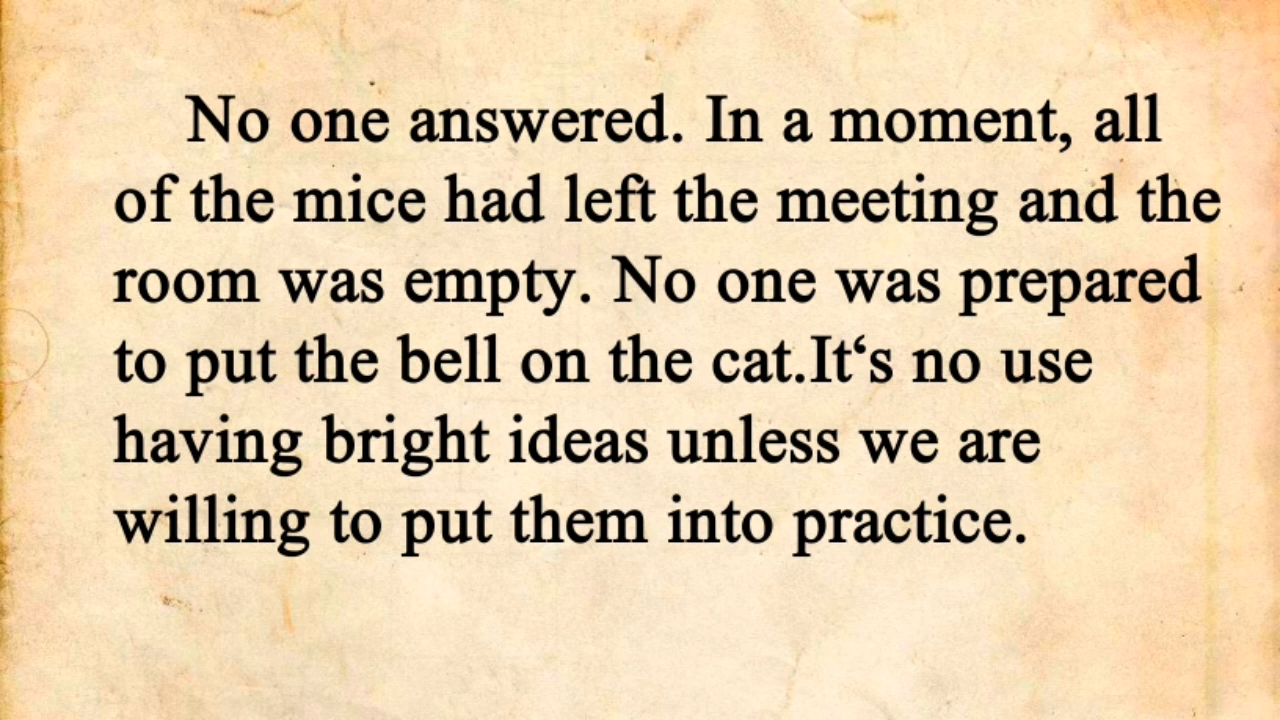 No one answered. In a moment, all
of the mice had left the meeting and the
room was empty. No one was prepared
to put the bell on the cat.It‘s no use
having bright ideas unless we are
willing to put them into practice.